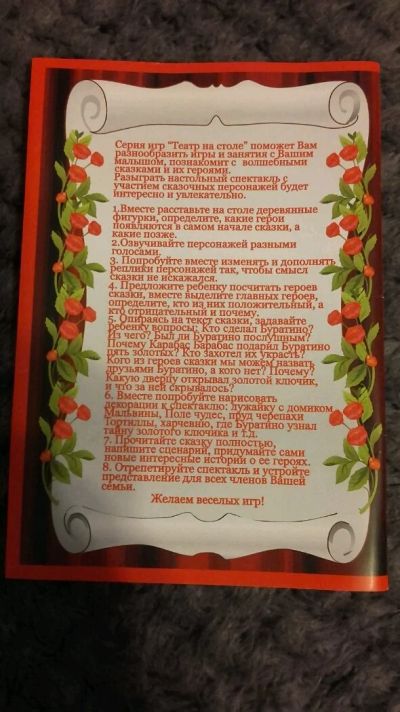 Серия игр "Театр на столе" поможет Вам
разнообразить игры и занятия с Вашим
малышом, познакомит с волшебными
сказками и их героями.
Разыграть настольный спектакль с
участием сказочных персонажей будет
интересно и увлекательно.
1.Вместе расставьте на столе деревянные
фигурки, определите, какие герои
появляются в самом начале сказки, а
какие позже.
2.Озвучивайте персонажей разными
голосами.
3. Попробуйте вместе изменять и дополнять
реплики персонажей так, чтобы смысл
сказки не искажался.
4. Предложите ребенку посчитать героев
сказки, вместе выделите главных героев,
определите, кто из них положительный, а
кто отрицательный и почему.
5. Опираясь на текст сказки, задавайте
ребенку вопросы: Кто сделал Буратино?
Из чего? Был ли Буратино послушным?
Почему Карабас Барабас подарил Буратино
пять золотых? Кто захотел их украсть?
Кого из героев сказки мы можем назвать
друзьями Буратино, а кого нет? Почему?
Какую дверцу открывал золотой ключик,
и что за ней скрывалось?
6. Вместе попробуйте нарисовать
декорации к спектаклю: лужайку с домиком
Мальвины, Поле чудес, пруд черепахи
Тортиллы, харчевню, где Буратино узнал
тайну золотого ключика и т.д.
7. Прочитайте сказку полностью,
напишите сценарий, придумайте сами
новые интересные истории о ее героях.
8. Отрепетируйте спектакль и устройте
представление для всех членов Вашей
семьи.
Желаем веселых игр!